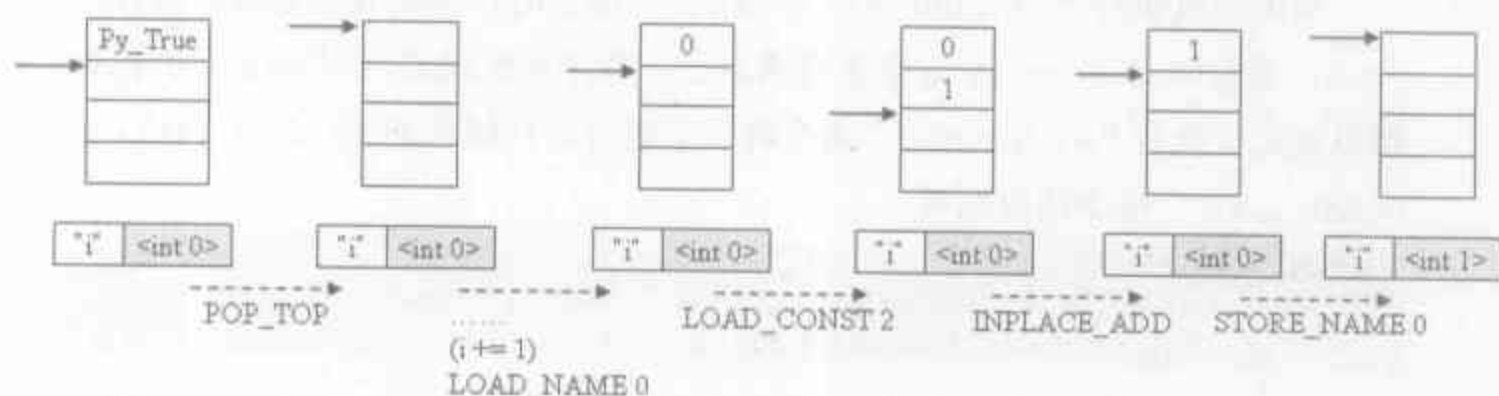 Py_True
0
0
1
1
"i" <int 0>
"i" <int 0>
"i" <int 0>
"i" <int 0>
"i" <int 0>
"i" <int 1>
POP_TOP
......
(i += 1)
LOAD_NAME 0
LOAD_CONST 2
INPLACE_ADD
STORE_NAME 0